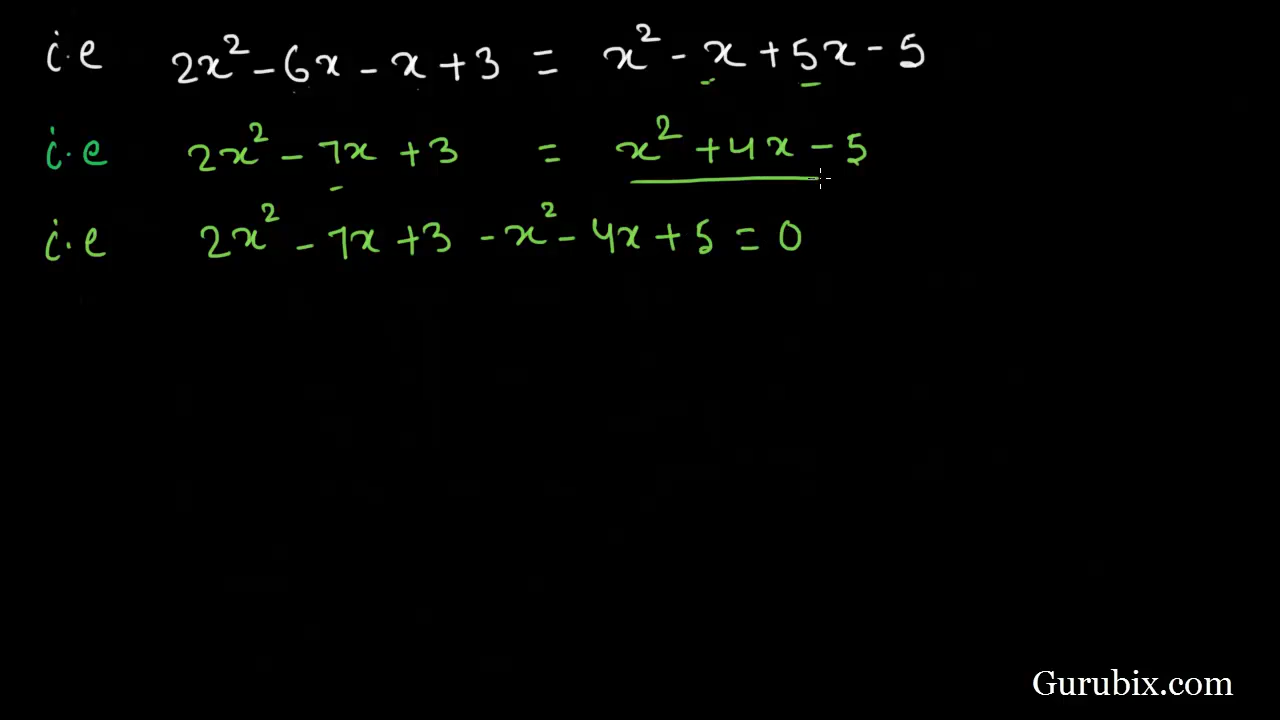 i.e 2x² - 6x - x + 3 = x² - x + 5x - 5
i.e 2x² - 7x + 3 = x² + 4x - 5
i.e 2x² - 7x + 3 - x² - 4x + 5 = 0
Gurubix.com